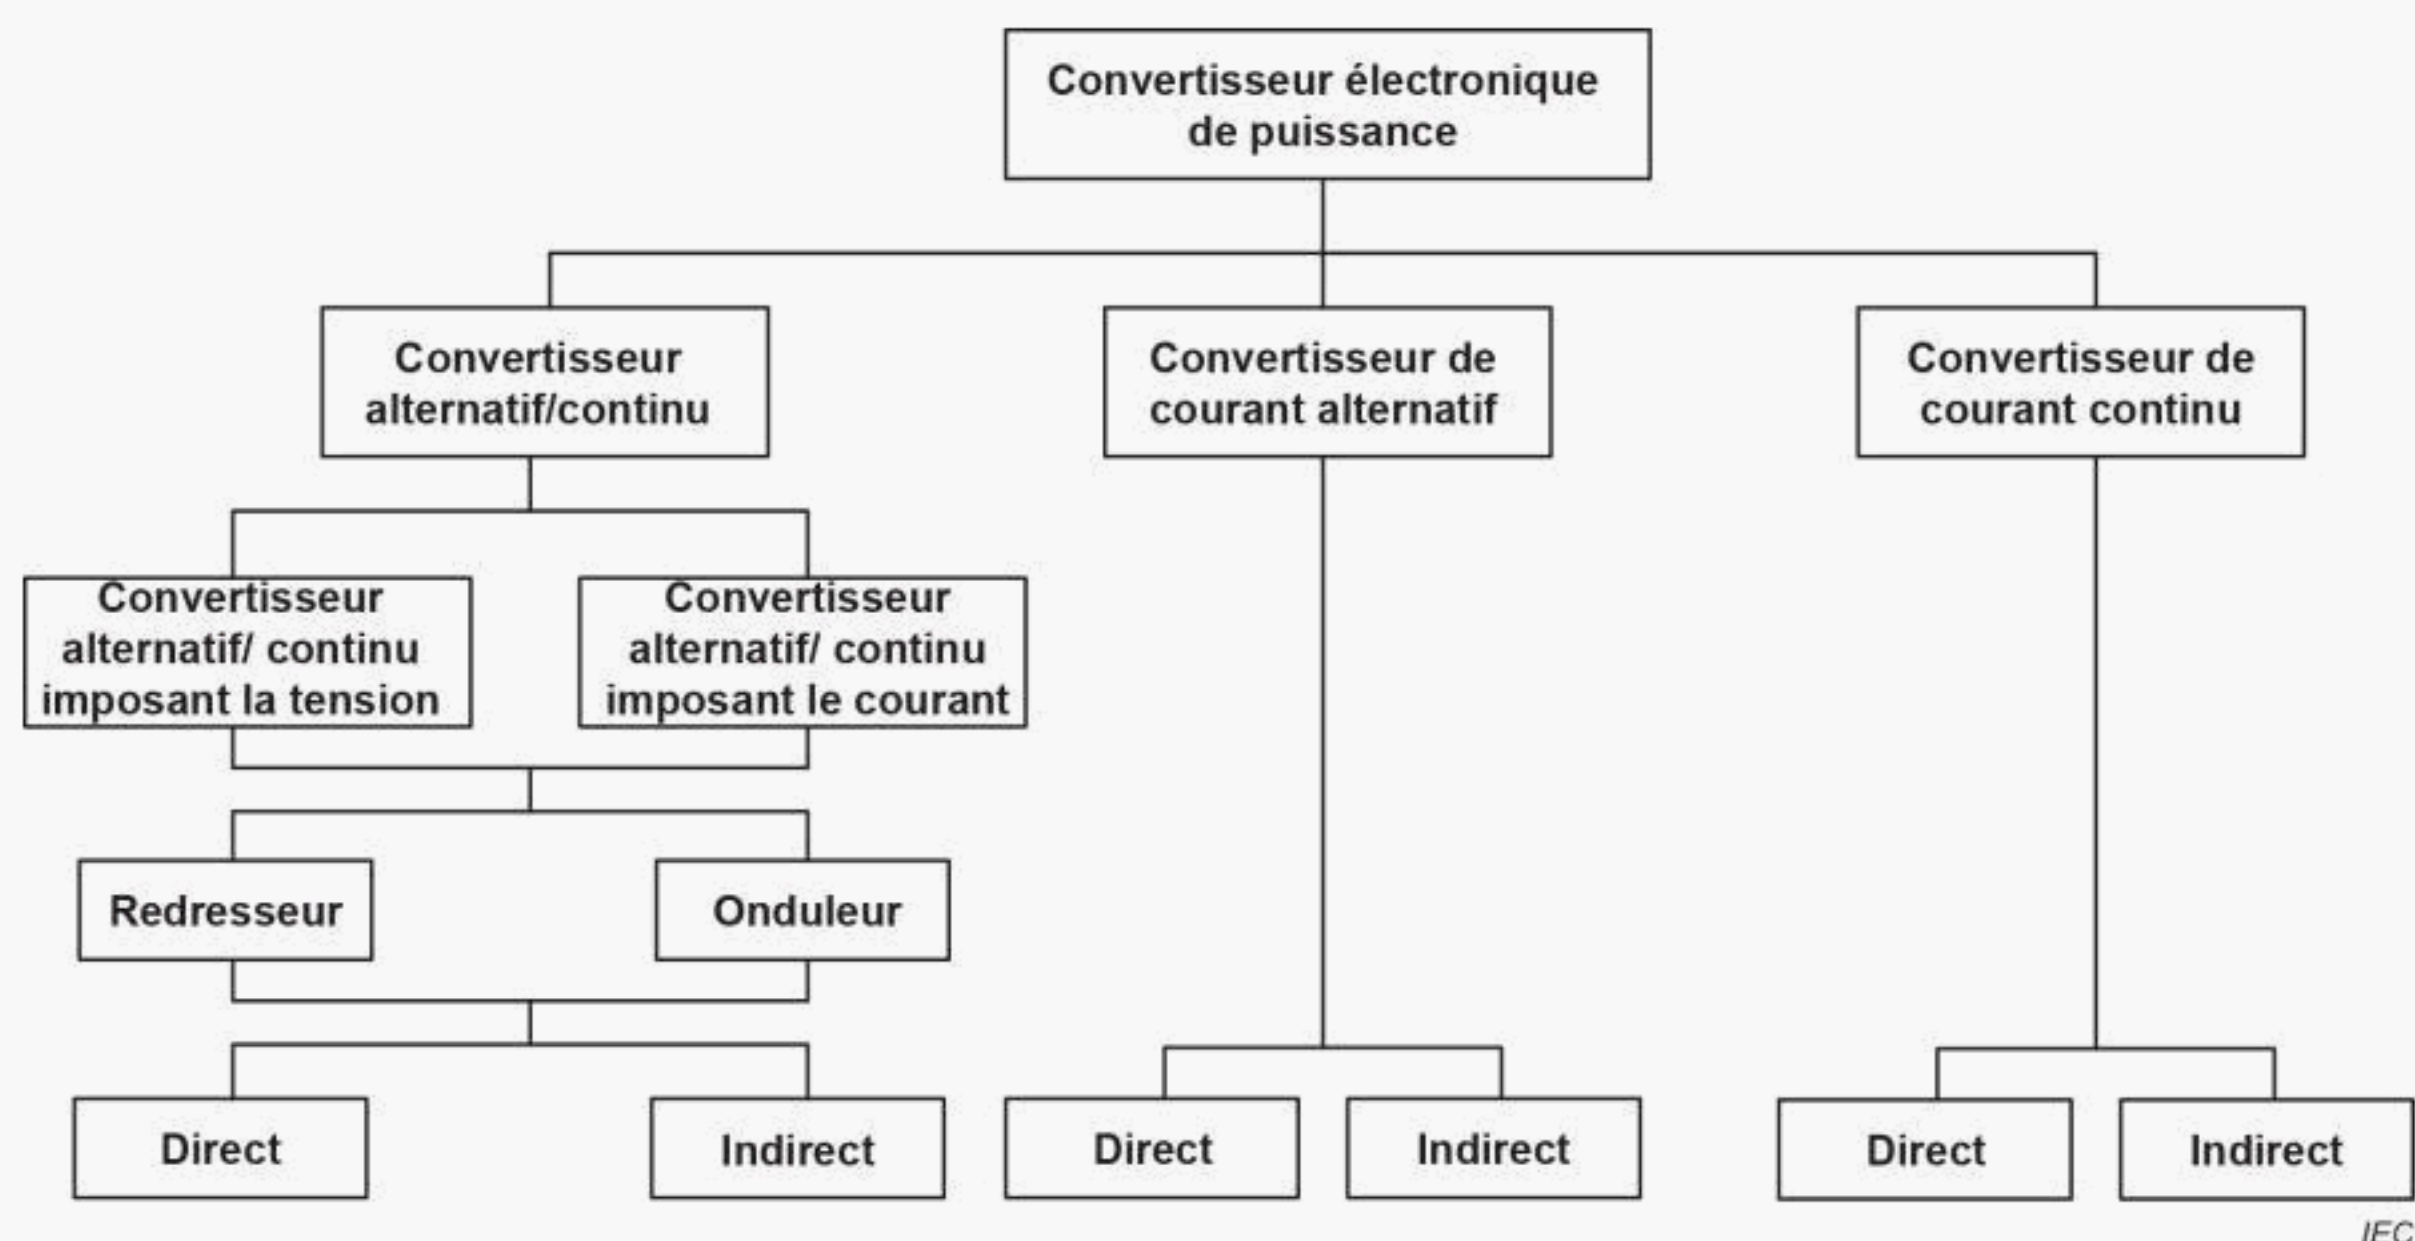 Convertisseur électronique
de puissance
Convertisseur
alternatif/continu
Convertisseur de
courant alternatif
Convertisseur de
courant continu
Convertisseur
alternatif/ continu
imposant la tension
Convertisseur
alternatif/ continu
imposant le courant
Redresseur
Onduleur
Direct
Indirect
Direct
Indirect
Direct
Indirect
IEC